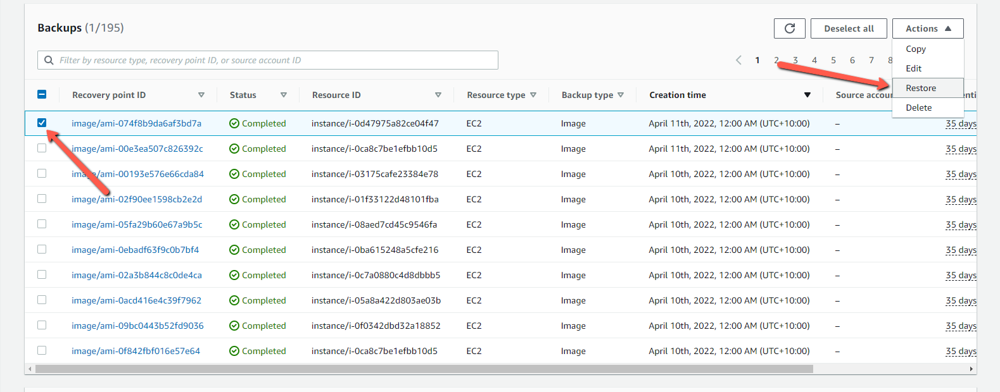 Backups (1/195)
Deselect all
Actions
Filter by resource type, recovery point ID, or source account ID
1 2 3 4 5 6 7 8
Copy
Edit
Restore
Delete
Recovery point ID Status Resource ID Resource type Backup type Creation time Source accou
image/ami-074f8b9da6af3bd7a Completed instance/i-0d47975a82ce04f47 EC2 Image April 11th, 2022, 12:00 AM (UTC+10:00) – 35 days
image/ami-00e3ea507c826392c Completed instance/i-0ca8c7be1efbb10d5 EC2 Image April 11th, 2022, 12:00 AM (UTC+10:00) – 35 days
image/ami-00193e576e66cda84 Completed instance/i-03175cafe23384e78 EC2 Image April 10th, 2022, 12:00 AM (UTC+10:00) – 35 days
image/ami-02f90ee1598cb2e2d Completed instance/i-01f33122d48101fba EC2 Image April 10th, 2022, 12:00 AM (UTC+10:00) – 35 days
image/ami-05fa29b60e67a9b5c Completed instance/i-08aed7cd45c9546fa EC2 Image April 10th, 2022, 12:00 AM (UTC+10:00) – 35 days
image/ami-0ebadf63f9c0b7bf4 Completed instance/i-0ba615248a5cfe216 EC2 Image April 10th, 2022, 12:00 AM (UTC+10:00) – 35 days
image/ami-02a3b844c8c0de4ca Completed instance/i-0c7a0880c4d8dbbb5 EC2 Image April 10th, 2022, 12:00 AM (UTC+10:00) – 35 days
image/ami-0acd416e4c39f7962 Completed instance/i-05a8a422d803ae03b EC2 Image April 10th, 2022, 12:00 AM (UTC+10:00) – 35 days
image/ami-09bc0443b52fd9036 Completed instance/i-0f0342dbd32a18852 EC2 Image April 10th, 2022, 12:00 AM (UTC+10:00) – 35 days
image/ami-0f842fbf016e57e64 Completed instance/i-0ca8c7be1efbb10d5 EC2 Image April 10th, 2022, 12:00 AM (UTC+10:00) – 35 days